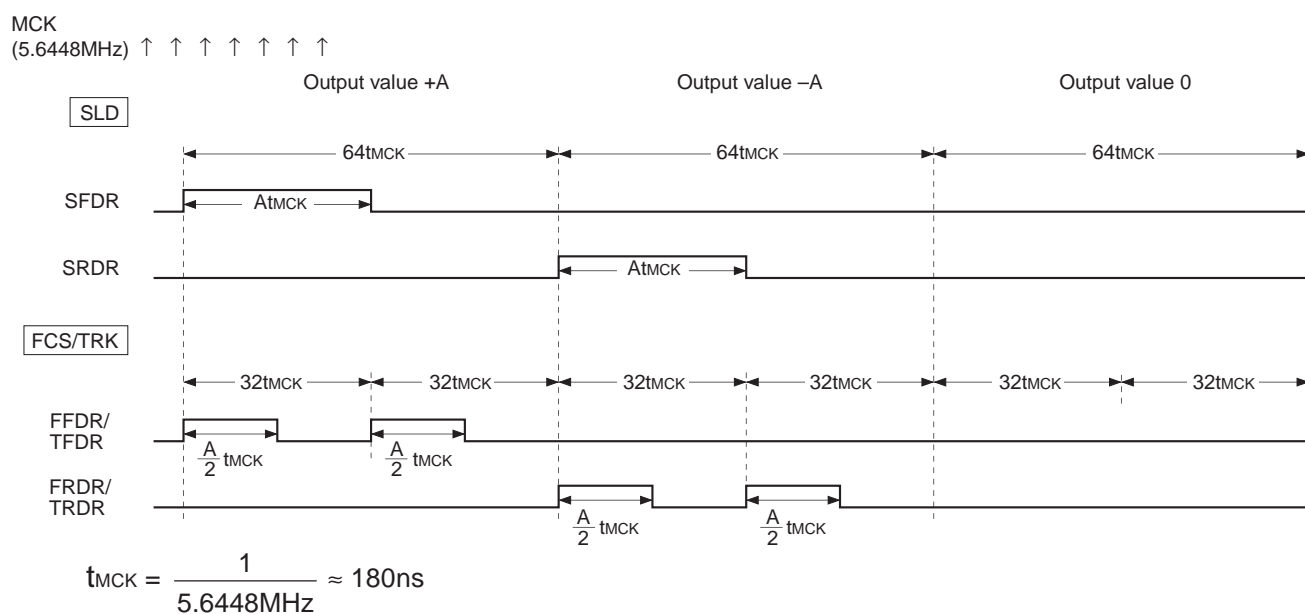 MCK
(5.6448MHz) ↑ ↑ ↑ ↑ ↑ ↑ ↑
Output value +A Output value –A Output value 0
SLD
64tMCK 64tMCK 64tMCK
SFDR
AtMCK
SRDR
AtMCK
FCS/TRK
32tMCK 32tMCK 32tMCK 32tMCK 32tMCK 32tMCK
FFDR/
TFDR
A/2 tMCK A/2 tMCK
FRDR/
TRDR
A/2 tMCK A/2 tMCK
tMCK = 1/5.6448MHz ≈ 180ns